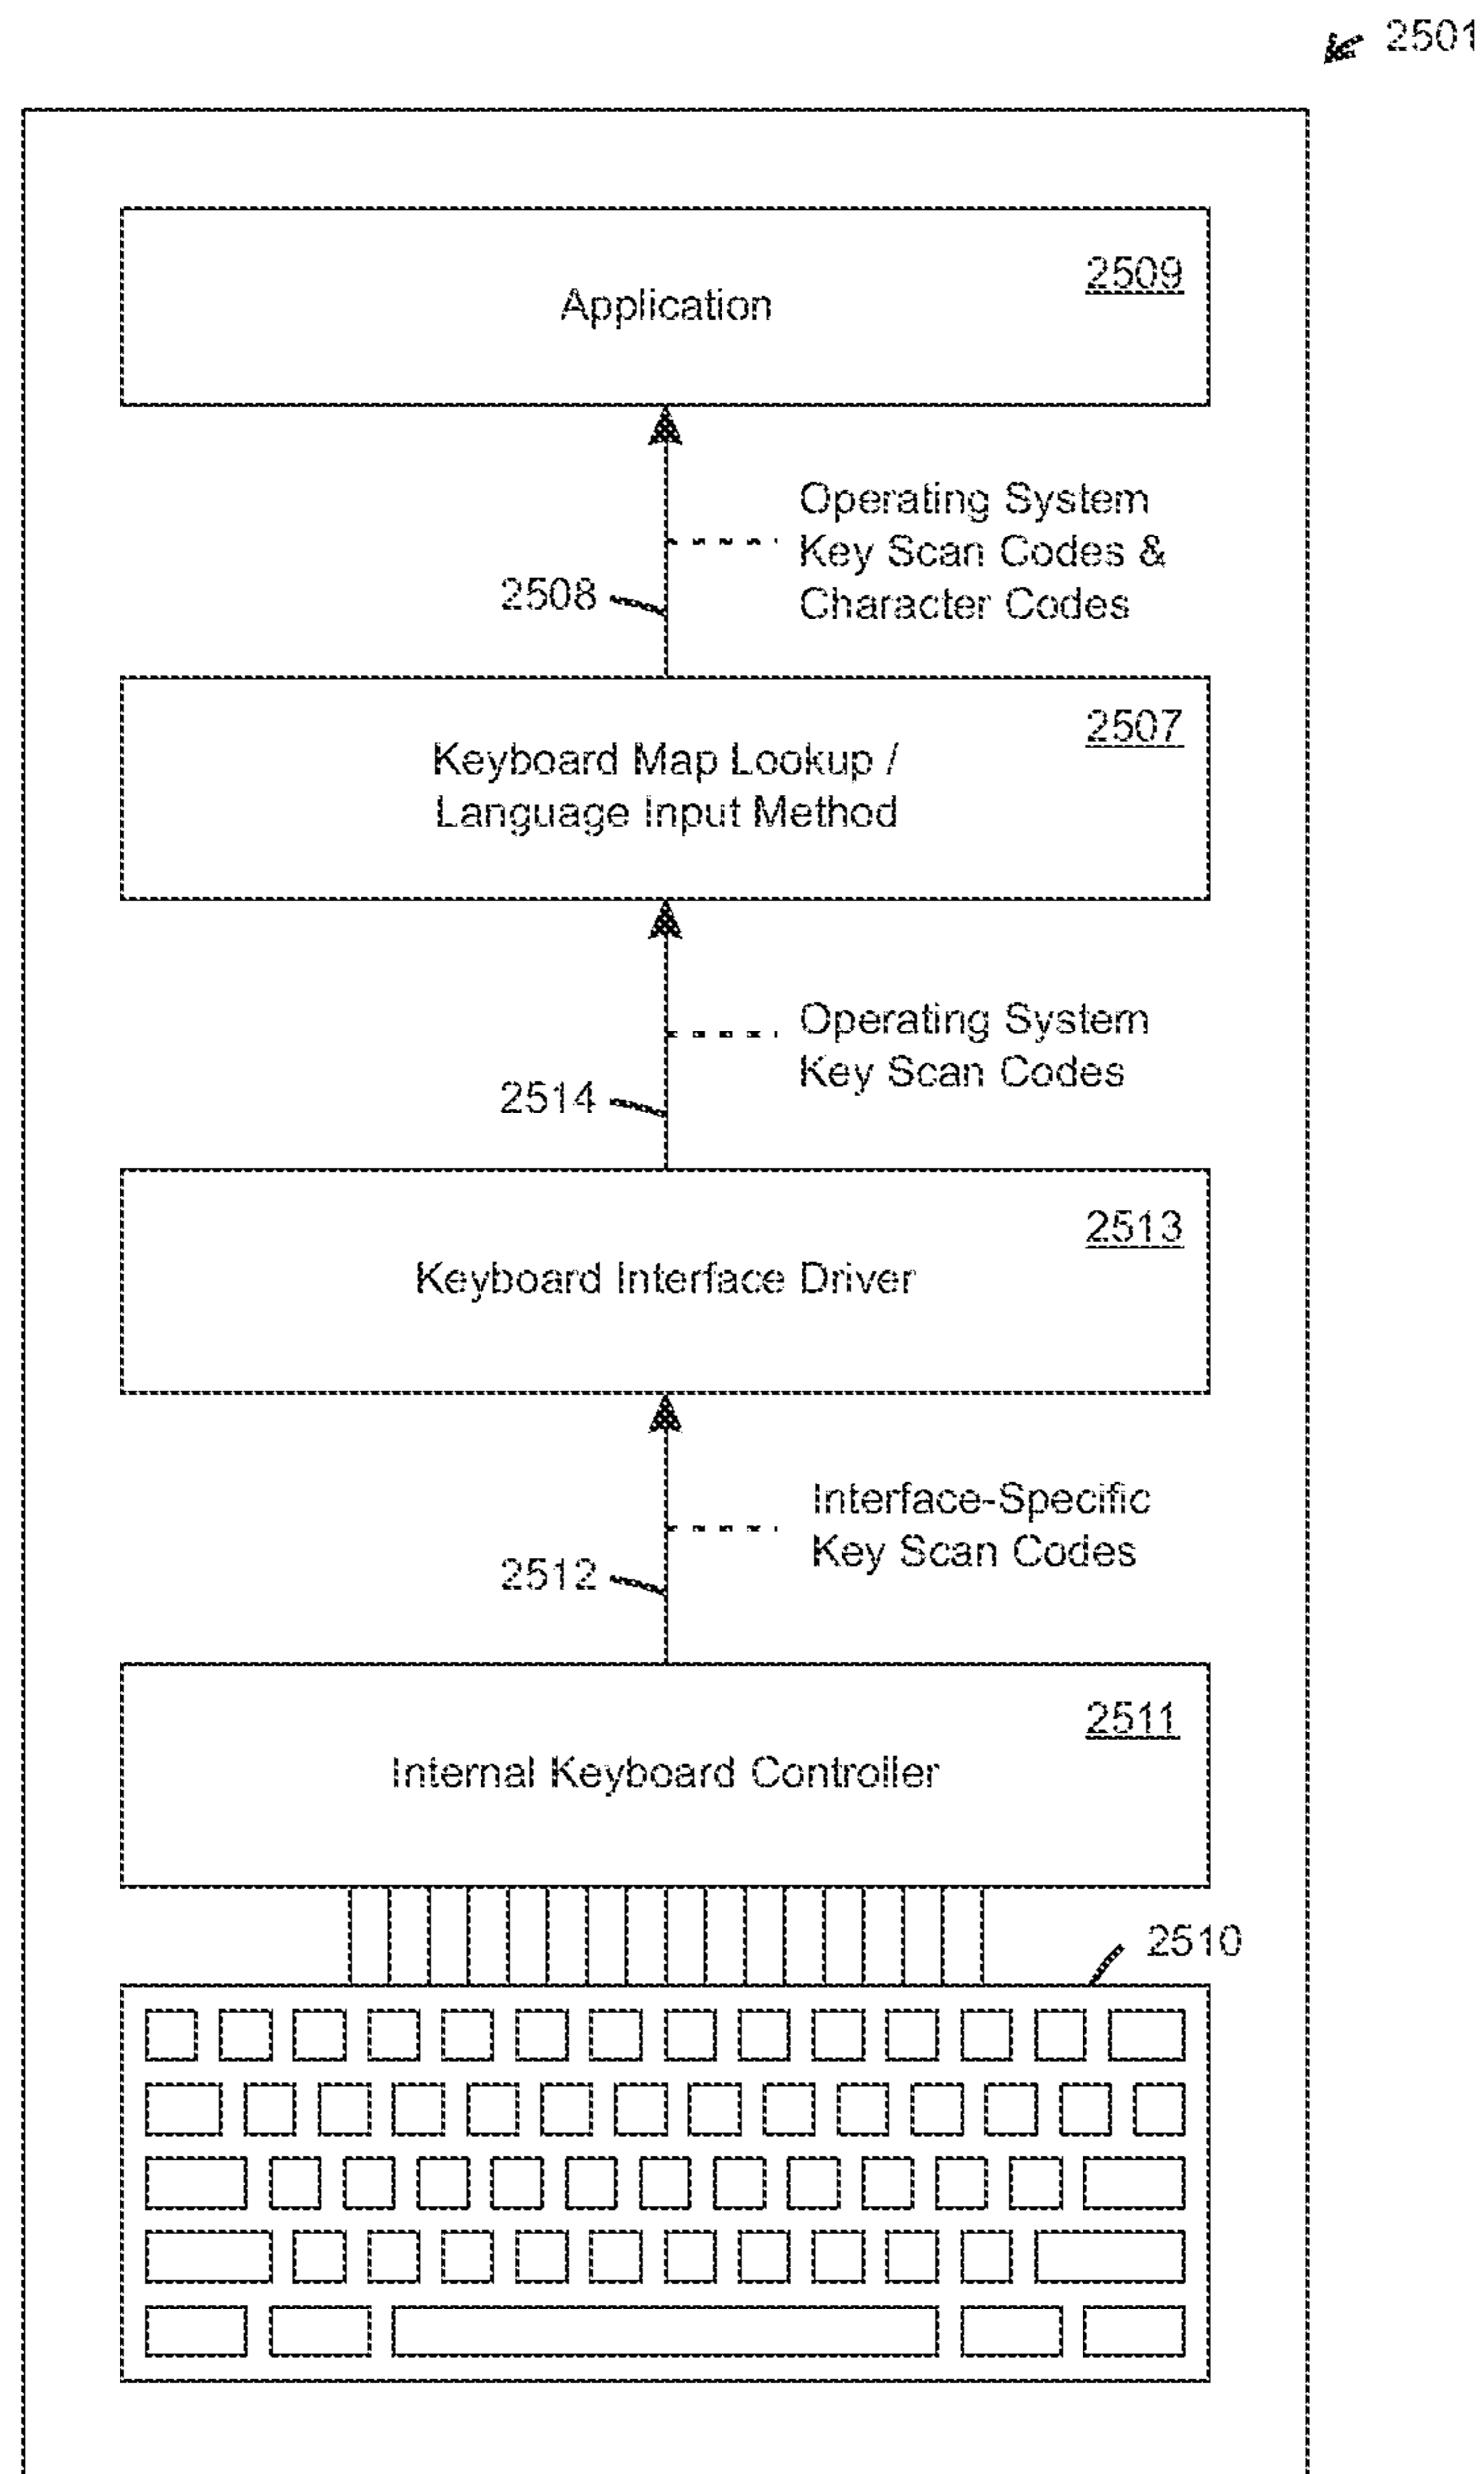 2501
2509
Application
Operating System
Key Scan Codes &
Character Codes
2508
2507
Keyboard Map Lookup /
Language Input Method
Operating System
Key Scan Codes
2514
2513
Keyboard Interface Driver
Interface-Specific
Key Scan Codes
2512
2511
Internal Keyboard Controller
2510